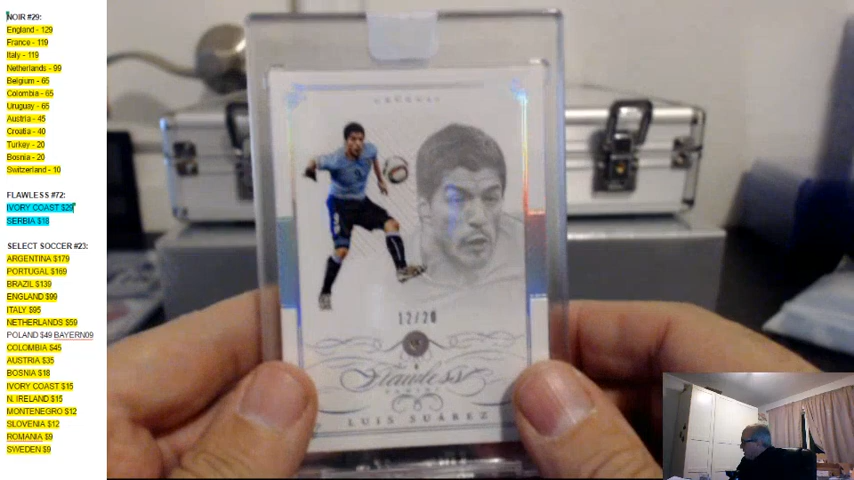 NOIR #29:
England - 129
France - 119
Italy - 119
Netherlands - 99
Belgium - 65
Colombia - 65
Uruguay - 65
Austria - 45
Croatia - 40
Turkey - 20
Bosnia - 20
Switzerland - 10
FLAWLESS #72:
IVORY COAST $29
SERBIA $18
SELECT SOCCER #23:
ARGENTINA $179
PORTUGAL $169
BRAZIL $139
ENGLAND $99
ITALY $95
NETHERLANDS $59
POLAND $49 BAYERN09
COLOMBIA $45
AUSTRIA $35
BOSNIA $18
IVORY COAST $15
N. IRELAND $15
MONTENEGRO $12
SLOVENIA $12
ROMANIA $9
SWEDEN $9
URUGUAY
12/20
Flawless
LUIS SUÁREZ